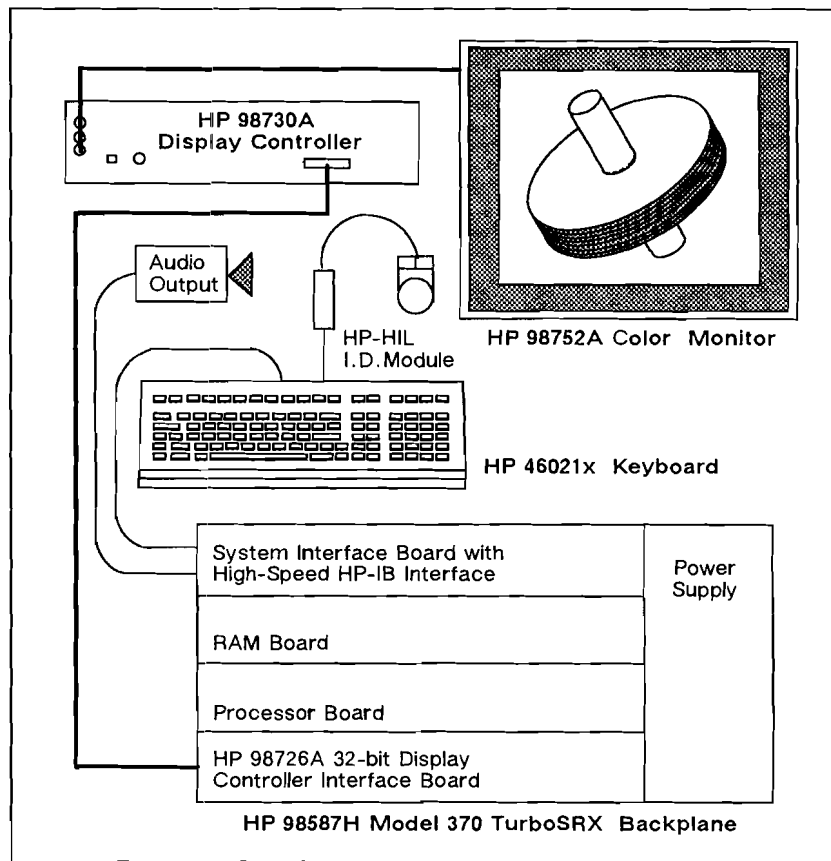 HP 98730A
Display Controller
Audio
Output
HP-HIL
I.D.Module
HP 98752A Color Monitor
HP 46021x Keyboard
System Interface Board with
High-Speed HP-IB Interface
Power
Supply
RAM Board
Processor Board
HP 98726A 32-bit Display
Controller Interface Board
HP 98587H Model 370 TurboSRX Backplane